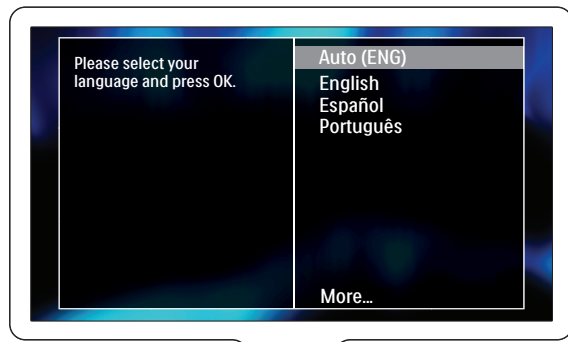 Please select your
language and press OK.
Auto (ENG)
English
Español
Português
More...